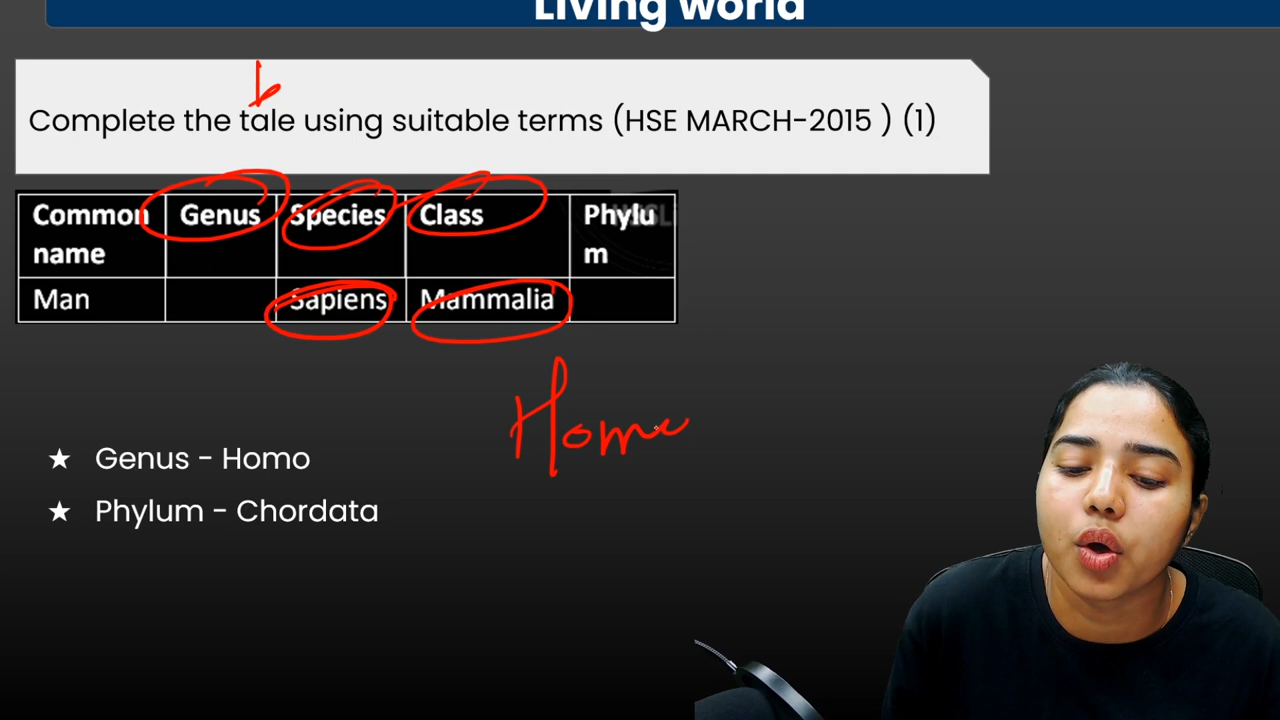 Living world
b
Complete the tale using suitable terms (HSE MARCH-2015 ) (1)
Common name Genus Species Class Phylum
Man Sapiens Mammalia
Homo
★ Genus - Homo
★ Phylum - Chordata